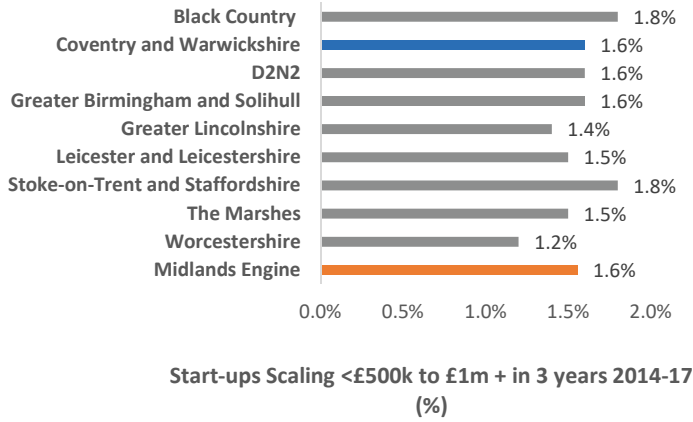 Black Country 1.8%
Coventry and Warwickshire 1.6%
D2N2 1.6%
Greater Birmingham and Solihull 1.6%
Greater Lincolnshire 1.4%
Leicester and Leicestershire 1.5%
Stoke-on-Trent and Staffordshire 1.8%
The Marshes 1.5%
Worcestershire 1.2%
Midlands Engine 1.6%
0.0% 0.5% 1.0% 1.5% 2.0%
Start-ups Scaling <£500k to £1m + in 3 years 2014-17
(%)